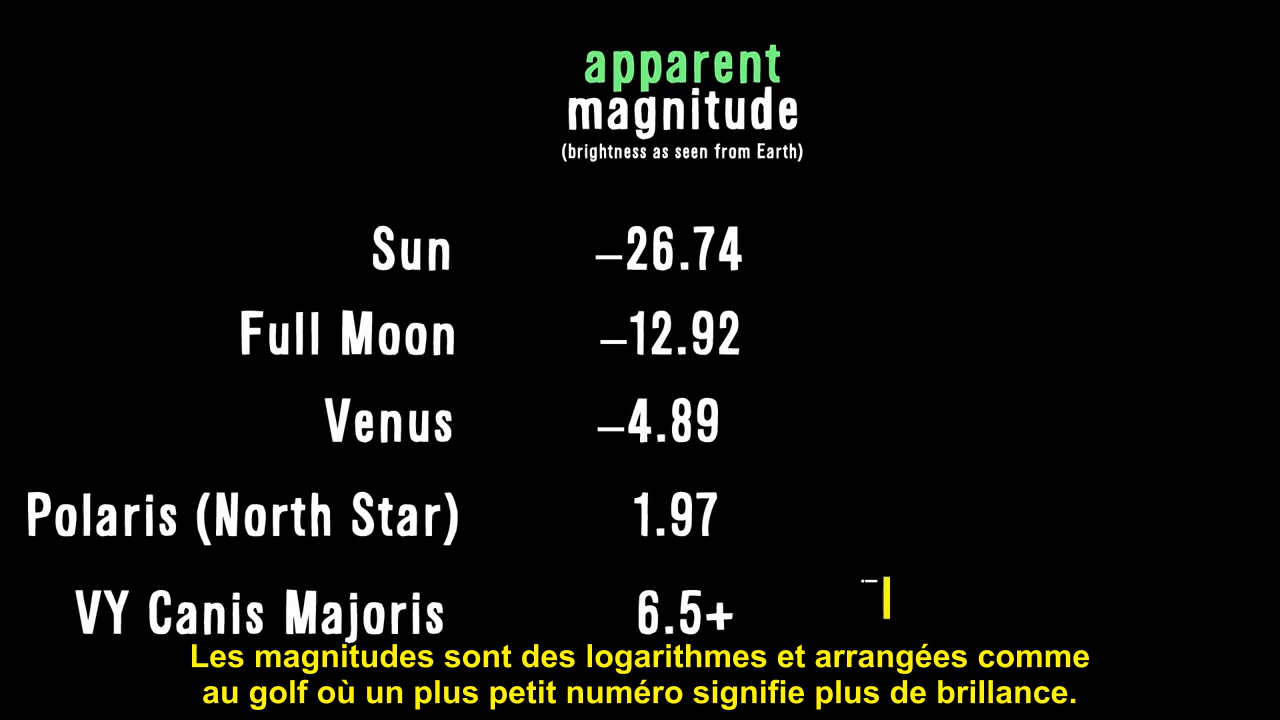 apparent
magnitude
(brightness as seen from Earth)
Sun –26.74
Full Moon –12.92
Venus –4.89
Polaris (North Star) 1.97
VY Canis Majoris 6.5+
Les magnitudes sont des logarithmes et arrangées comme
au golf où un plus petit numéro signifie plus de brillance.